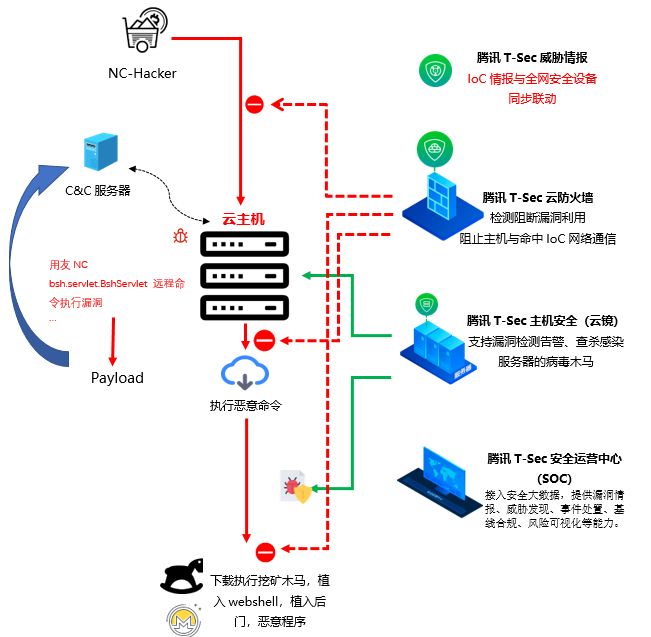 NC-Hacker
腾讯 T-Sec 威胁情报
IoC 情报与全网安全设备
同步联动
C&C 服务器
云主机
腾讯 T-Sec 云防火墙
检测阻断漏洞利用
阻止主机与命中 IoC 网络通信
用友 NC
bsh.servlet.BshServlet 远程命
令执行漏洞
...
Payload
腾讯 T-Sec 主机安全（云镜）
支持漏洞检测告警、查杀感染
服务器的病毒木马
服务器
执行恶意命令
腾讯 T-Sec 安全运营中心
(SOC)
接入安全大数据，提供漏洞情
报、威胁发现、事件处置、基
线合规、风险可视化等能力。
下载执行挖矿木马，植
入 webshell，植入后
门，恶意程序